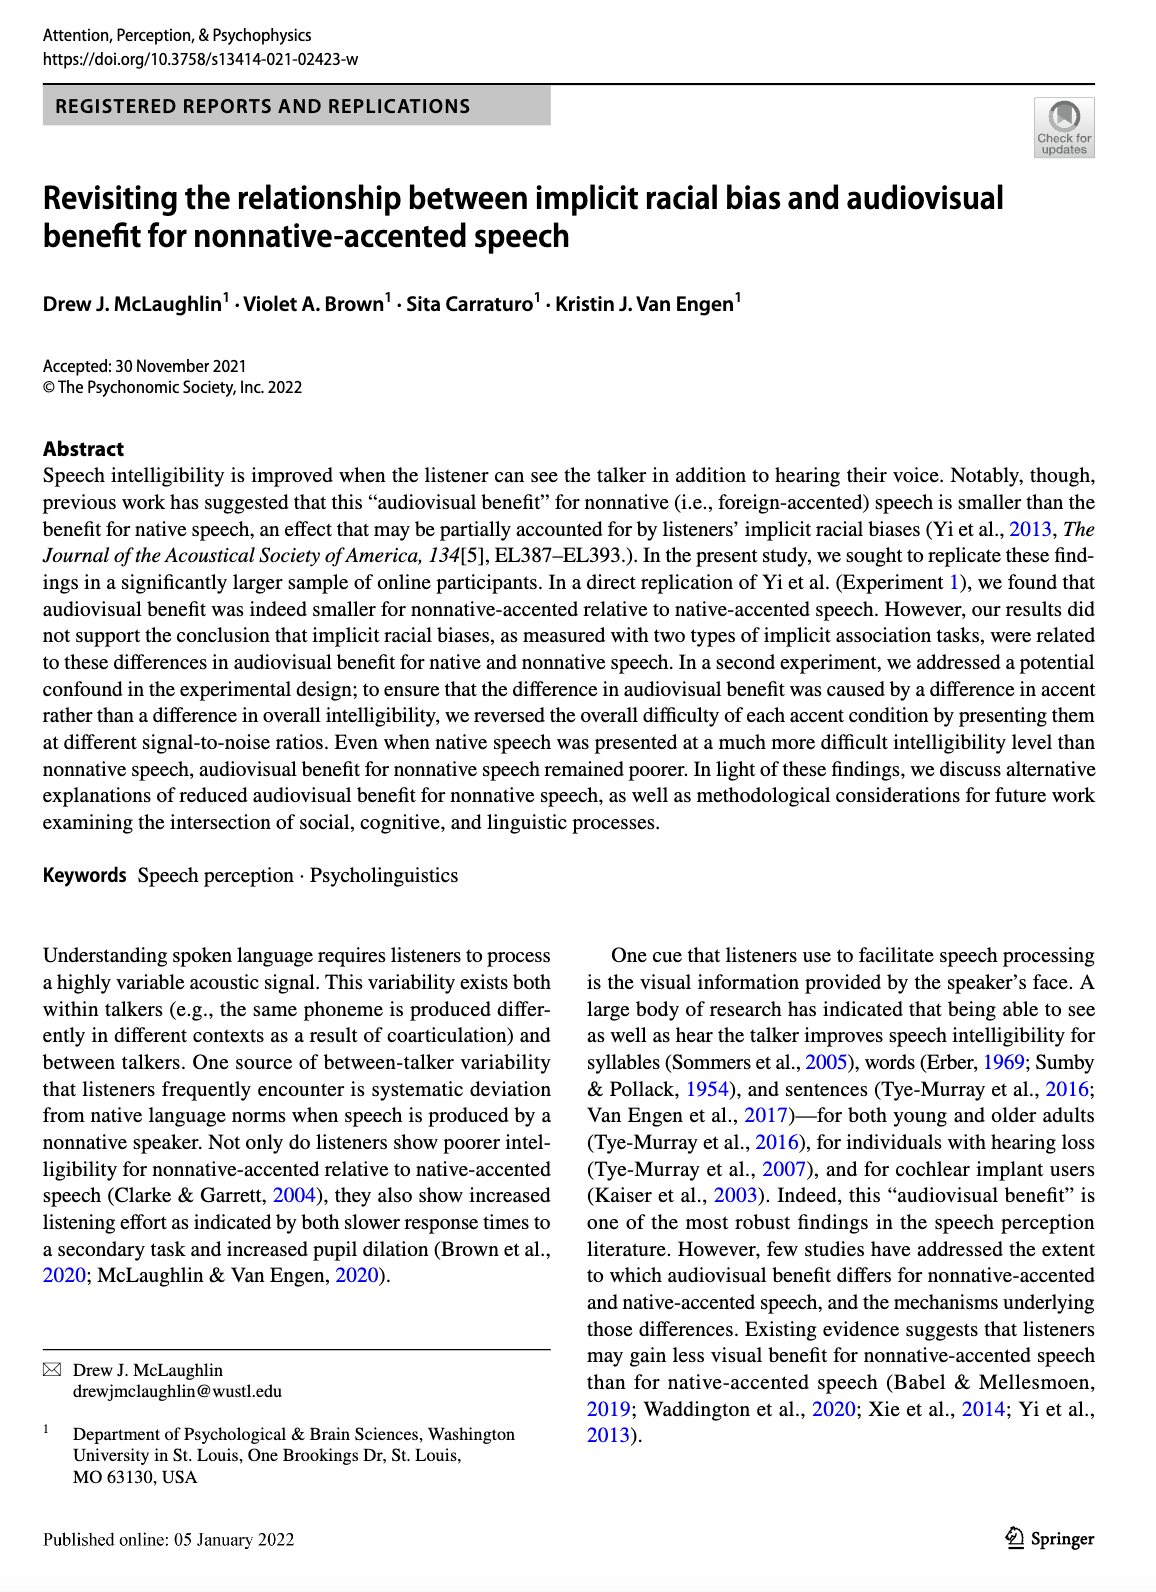 Attention, Perception, & Psychophysics
https://doi.org/10.3758/s13414-021-02423-w
REGISTERED REPORTS AND REPLICATIONS
Check for
updates
Revisiting the relationship between implicit racial bias and audiovisual
benefit for nonnative-accented speech
Drew J. McLaughlin1 · Violet A. Brown1 · Sita Carraturo1 · Kristin J. Van Engen1
Accepted: 30 November 2021
© The Psychonomic Society, Inc. 2022
Abstract
Speech intelligibility is improved when the listener can see the talker in addition to hearing their voice. Notably, though,
previous work has suggested that this “audiovisual benefit” for nonnative (i.e., foreign-accented) speech is smaller than the
benefit for native speech, an effect that may be partially accounted for by listeners’ implicit racial biases (Yi et al., 2013, The
Journal of the Acoustical Society of America, 134[5], EL387–EL393.). In the present study, we sought to replicate these find-
ings in a significantly larger sample of online participants. In a direct replication of Yi et al. (Experiment 1), we found that
audiovisual benefit was indeed smaller for nonnative-accented relative to native-accented speech. However, our results did
not support the conclusion that implicit racial biases, as measured with two types of implicit association tasks, were related
to these differences in audiovisual benefit for native and nonnative speech. In a second experiment, we addressed a potential
confound in the experimental design; to ensure that the difference in audiovisual benefit was caused by a difference in accent
rather than a difference in overall intelligibility, we reversed the overall difficulty of each accent condition by presenting them
at different signal-to-noise ratios. Even when native speech was presented at a much more difficult intelligibility level than
nonnative speech, audiovisual benefit for nonnative speech remained poorer. In light of these findings, we discuss alternative
explanations of reduced audiovisual benefit for nonnative speech, as well as methodological considerations for future work
examining the intersection of social, cognitive, and linguistic processes.
Keywords Speech perception · Psycholinguistics
Understanding spoken language requires listeners to process
a highly variable acoustic signal. This variability exists both
within talkers (e.g., the same phoneme is produced differ-
ently in different contexts as a result of coarticulation) and
between talkers. One source of between-talker variability
that listeners frequently encounter is systematic deviation
from native language norms when speech is produced by a
nonnative speaker. Not only do listeners show poorer intel-
ligibility for nonnative-accented relative to native-accented
speech (Clarke & Garrett, 2004), they also show increased
listening effort as indicated by both slower response times to
a secondary task and increased pupil dilation (Brown et al.,
2020; McLaughlin & Van Engen, 2020).
Drew J. McLaughlin
drewjmclaughlin@wustl.edu
1 Department of Psychological & Brain Sciences, Washington
University in St. Louis, One Brookings Dr, St. Louis,
MO 63130, USA
One cue that listeners use to facilitate speech processing
is the visual information provided by the speaker’s face. A
large body of research has indicated that being able to see
as well as hear the talker improves speech intelligibility for
syllables (Sommers et al., 2005), words (Erber, 1969; Sumby
& Pollack, 1954), and sentences (Tye-Murray et al., 2016;
Van Engen et al., 2017)—for both young and older adults
(Tye-Murray et al., 2016), for individuals with hearing loss
(Tye-Murray et al., 2007), and for cochlear implant users
(Kaiser et al., 2003). Indeed, this “audiovisual benefit” is
one of the most robust findings in the speech perception
literature. However, few studies have addressed the extent
to which audiovisual benefit differs for nonnative-accented
and native-accented speech, and the mechanisms underlying
those differences. Existing evidence suggests that listeners
may gain less visual benefit for nonnative-accented speech
than for native-accented speech (Babel & Mellesmoen,
2019; Waddington et al., 2020; Xie et al., 2014; Yi et al.,
2013).
Published online: 05 January 2022
Springer